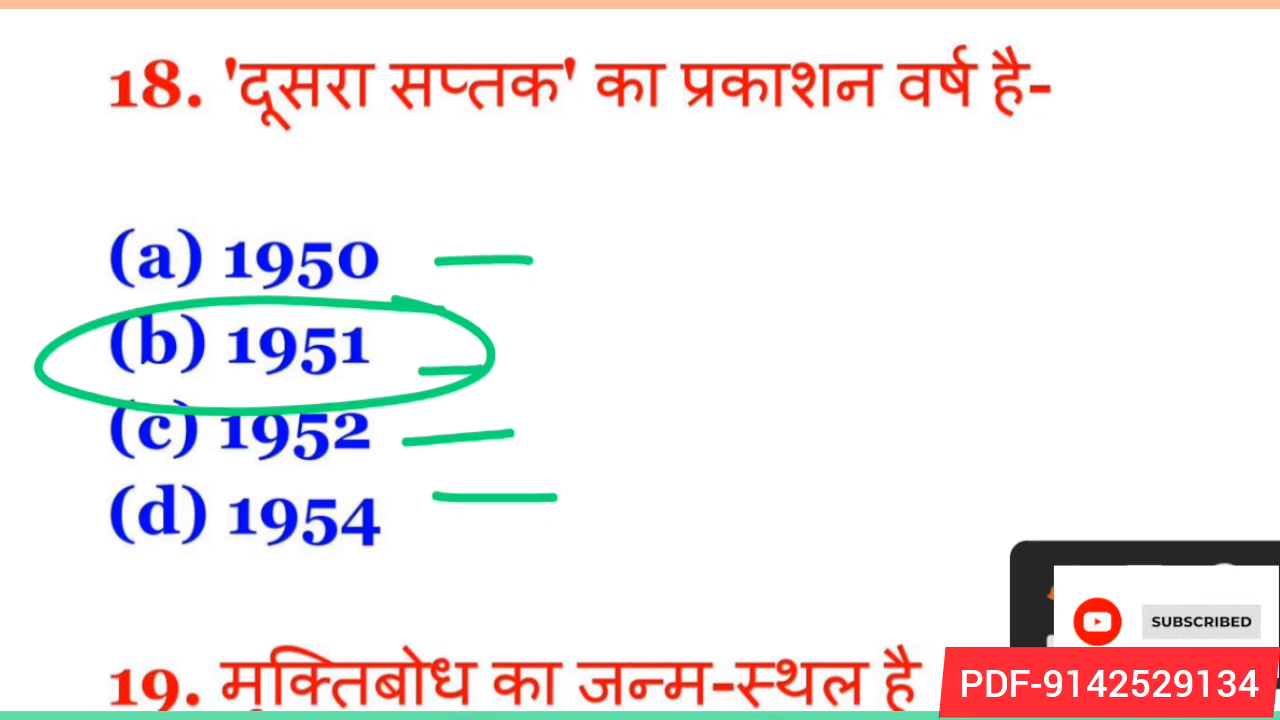 18. 'दूसरा सप्तक' का प्रकाशन वर्ष है-
(a) 1950
(b) 1951
(c) 1952
(d) 1954
SUBSCRIBED
19. मुक्तिबोध का जन्म-स्थल है
PDF-9142529134